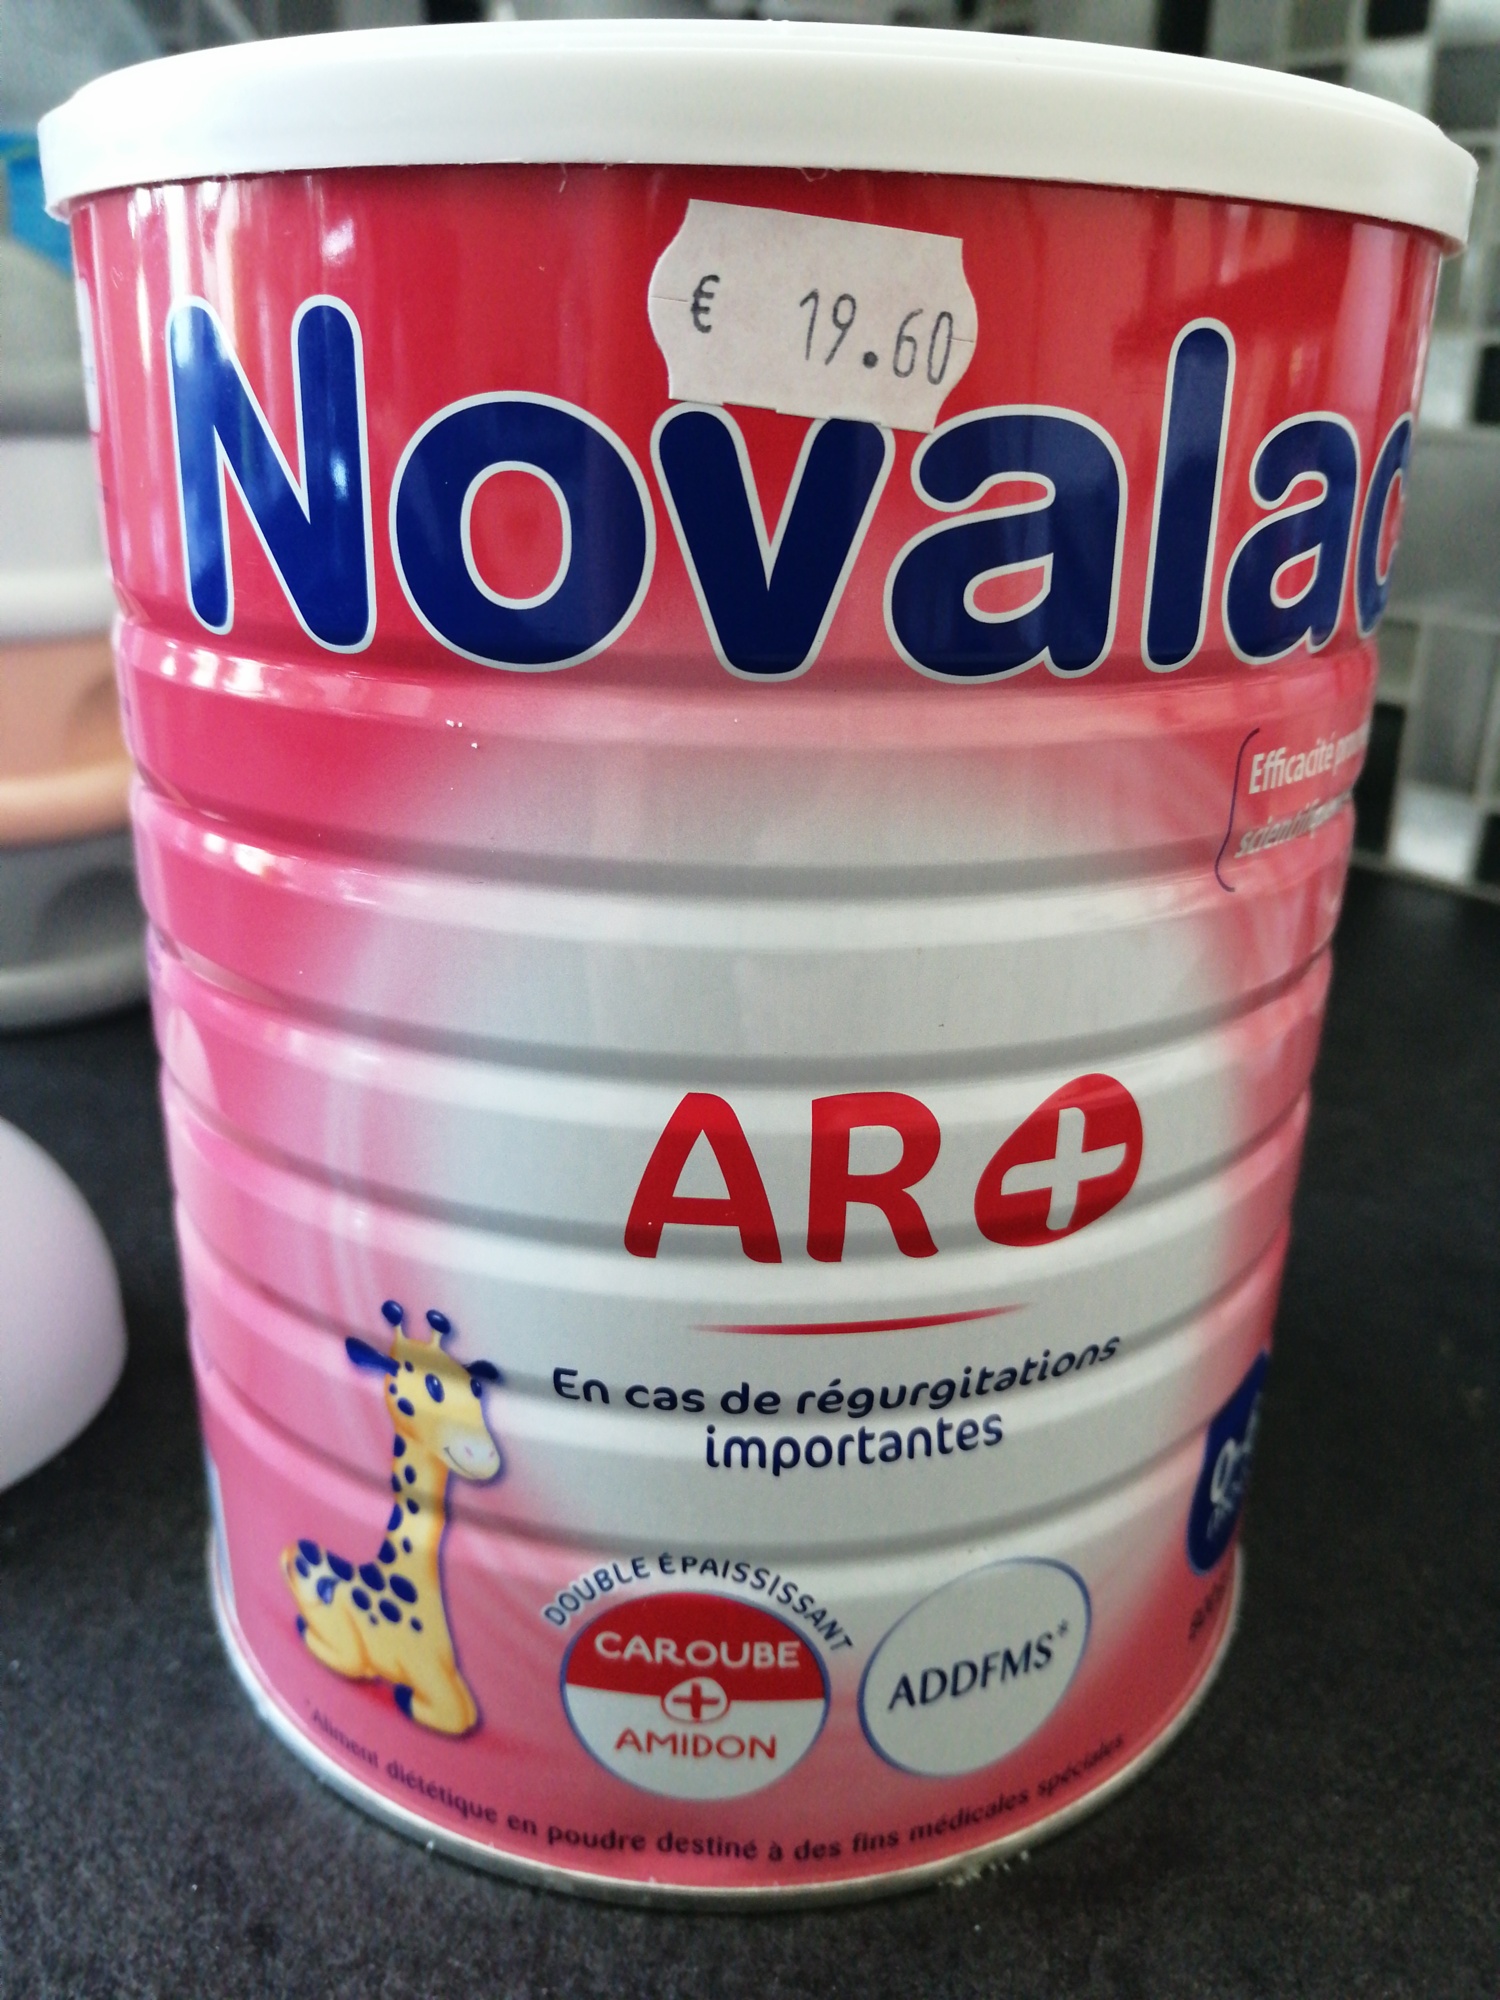 € 19.60
Novalac
Efficacité
AR+
En cas de régurgitations
importantes
DOUBLE ÉPAISSISSANT
CAROUBE
+
AMIDON
ADDFMS*
*Aliment diététique en poudre destiné à des fins médicales spéciales